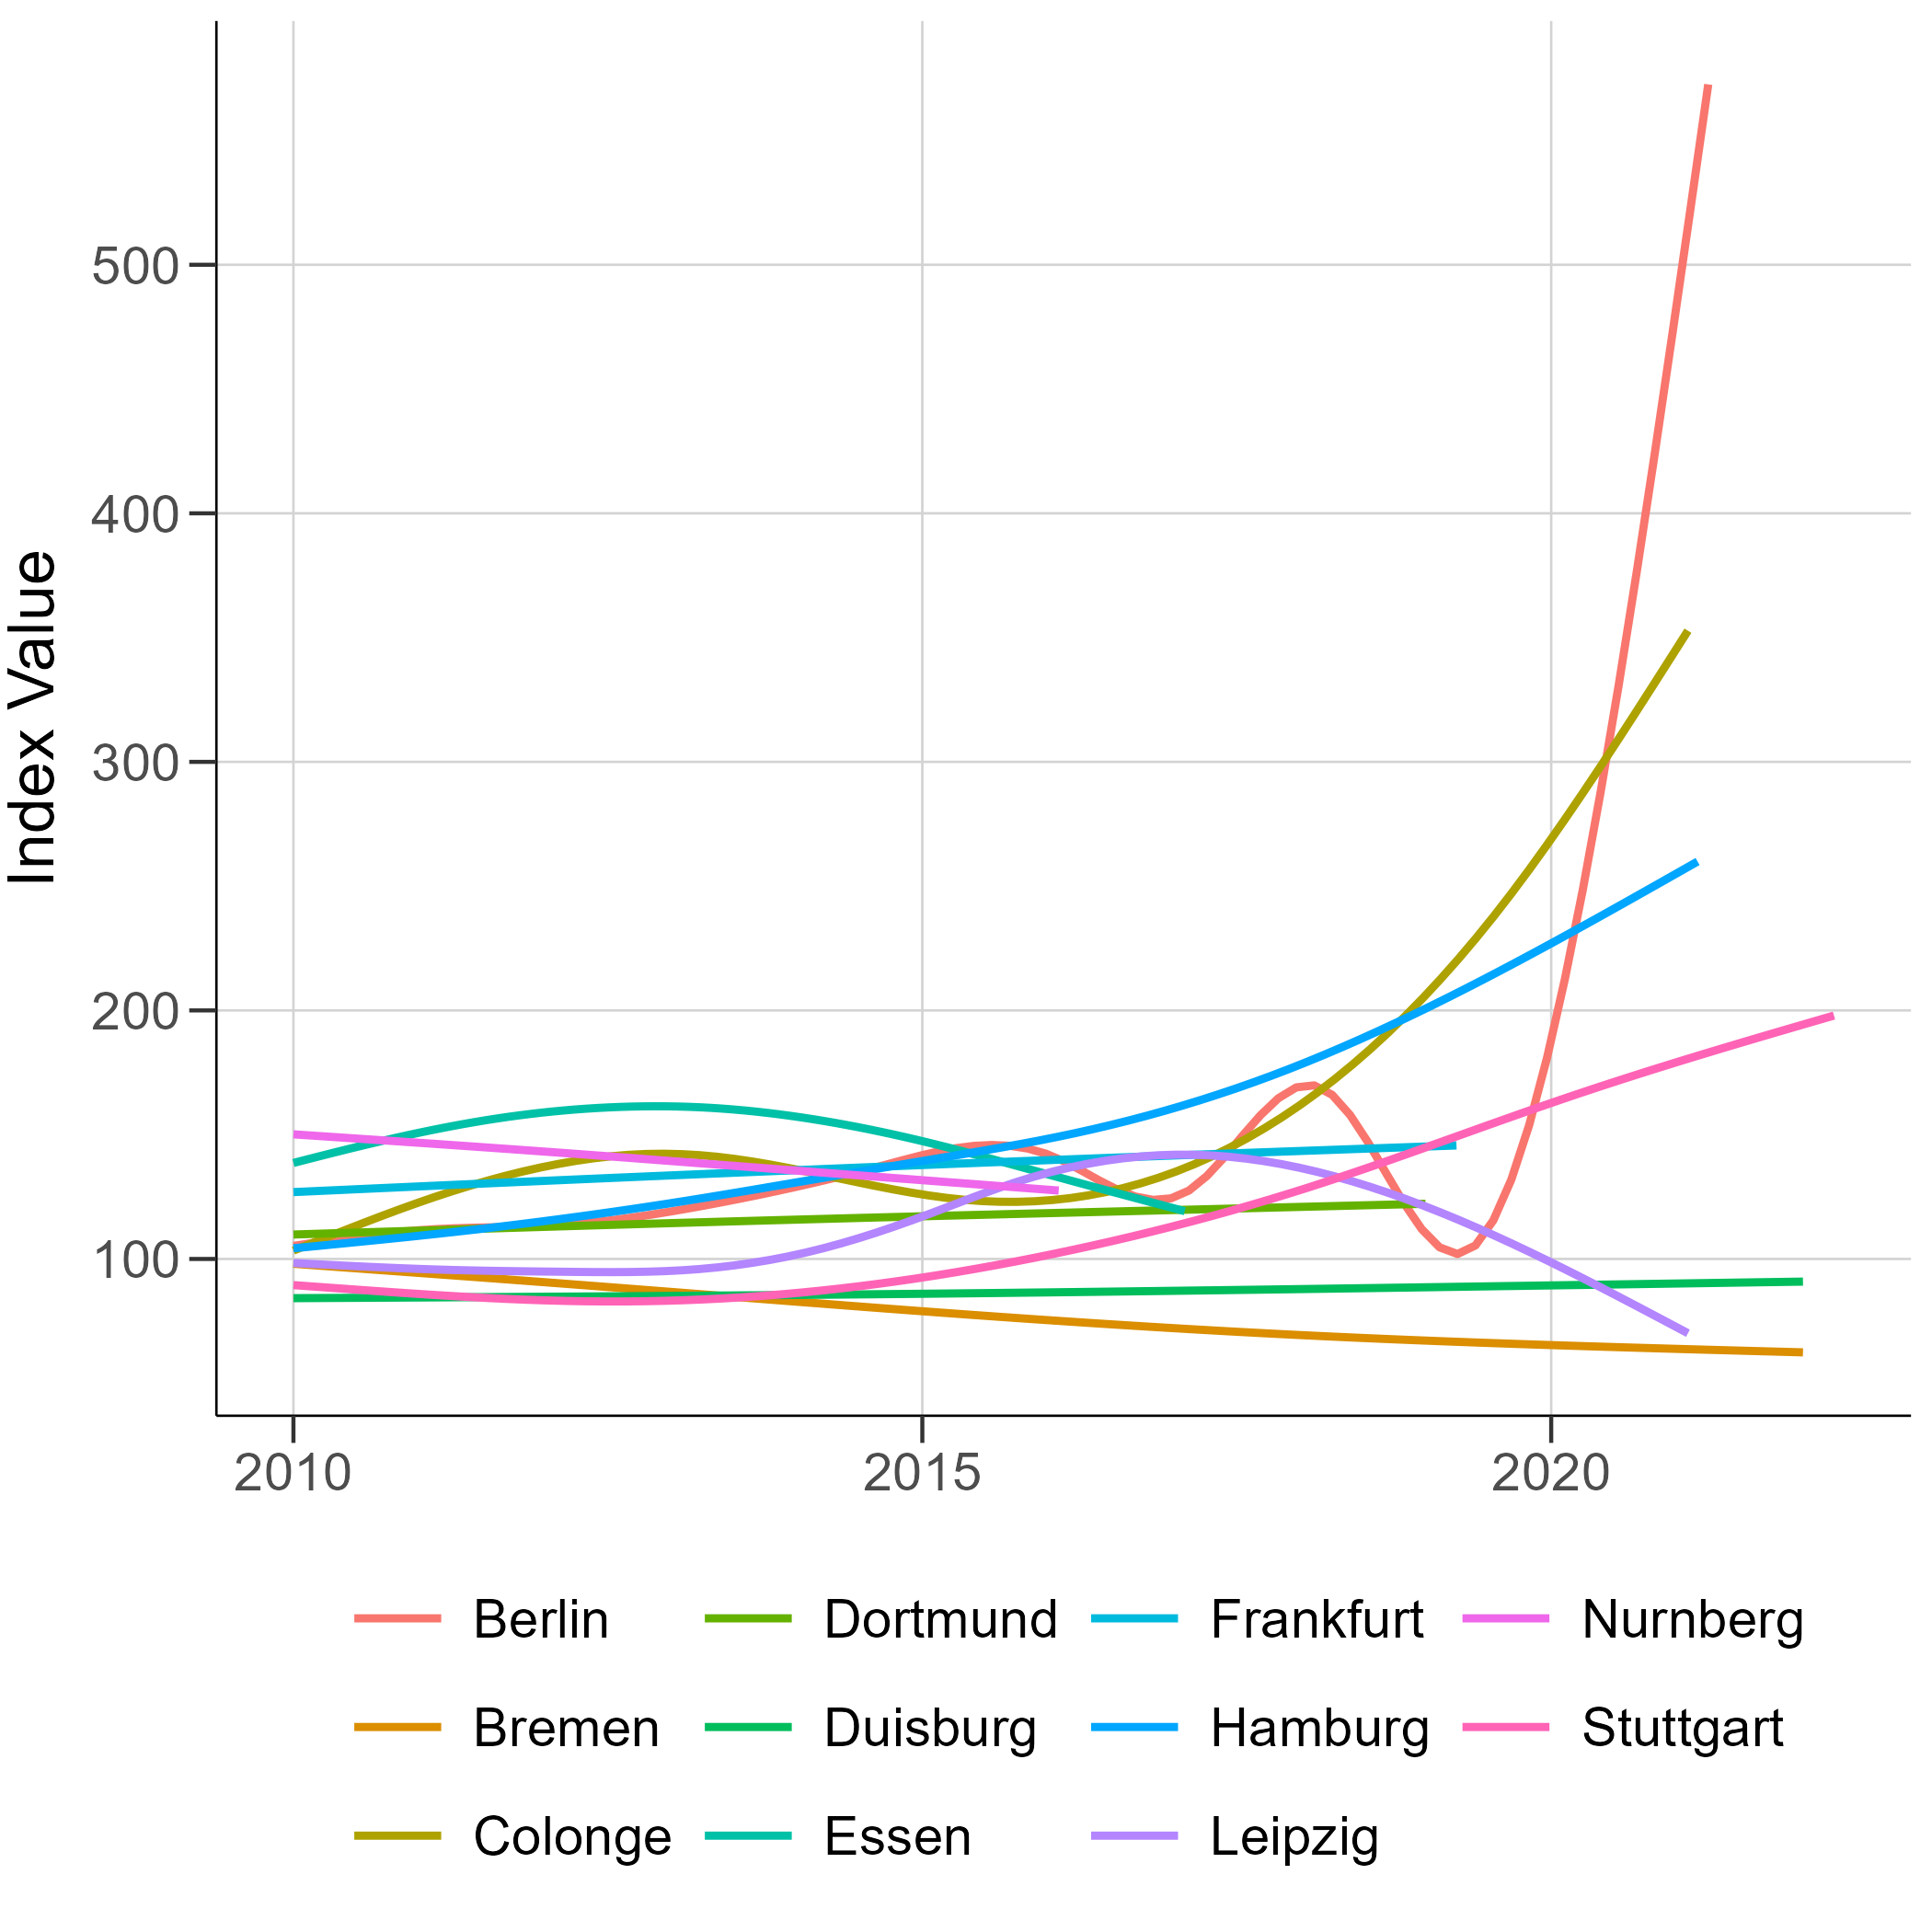 Index Value
500
400
300
200
100
2010 2015 2020
Berlin Dortmund Frankfurt Nurnberg
Bremen Duisburg Hamburg Stuttgart
Colonge Essen Leipzig